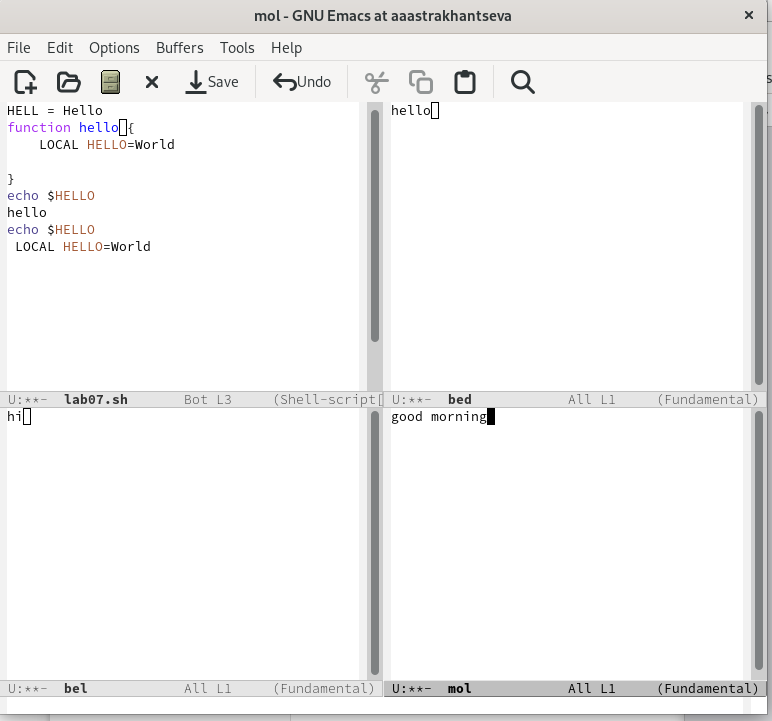 mol - GNU Emacs at aaastrakhantseva
File Edit Options Buffers Tools Help
Save Undo
HELL = Hello
function hello{
    LOCAL HELLO=World
}
echo $HELLO
hello
echo $HELLO
 LOCAL HELLO=World
U:**- lab07.sh Bot L3 (Shell-script[
hello
U:**- bed All L1 (Fundamental)
hi
U:**- bel All L1 (Fundamental)
good morning
U:**- mol All L1 (Fundamental)